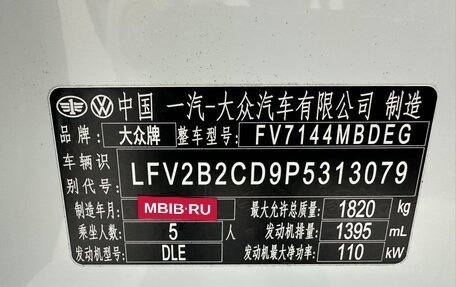 中国 一汽-大众汽车有限公司 制造
品牌: 大众牌 整车型号: FV7144MBDEG
车辆识别代号: LFV2B2CD9P5313079
制造年月: MBIB.RU 最大允许总质量: 1820 kg
乘坐人数: 5 人 发动机排量: 1395 mL
发动机型号: DLE 发动机最大净功率: 110 kW